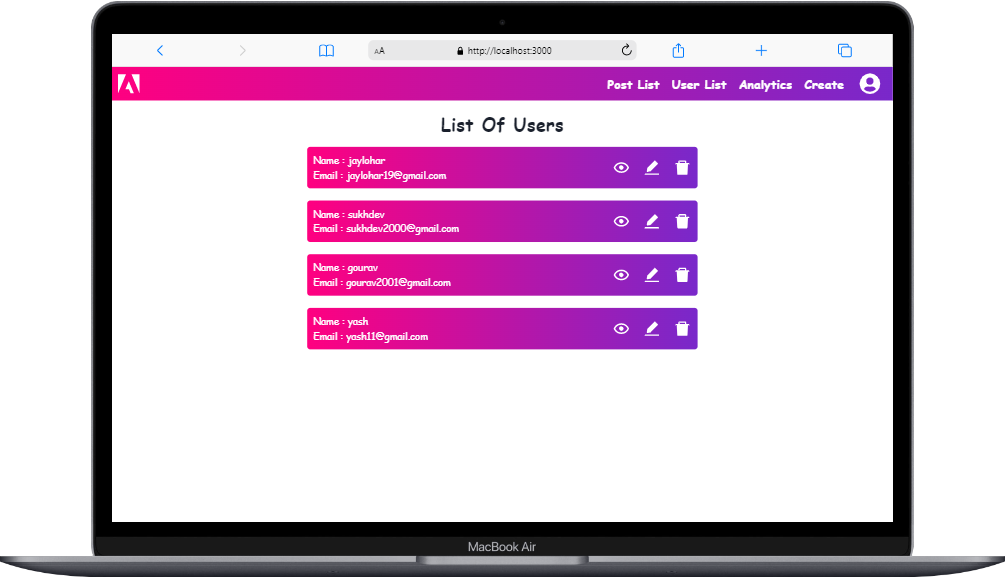 AA http://localhost:3000
Post List User List Analytics Create
List Of Users
Name : jaylohar
Email : jaylohar19@gmail.com
Name : sukhdev
Email : sukhdev2000@gmail.com
Name : gourav
Email : gourav2001@gmail.com
Name : yash
Email : yash11@gmail.com
MacBook Air